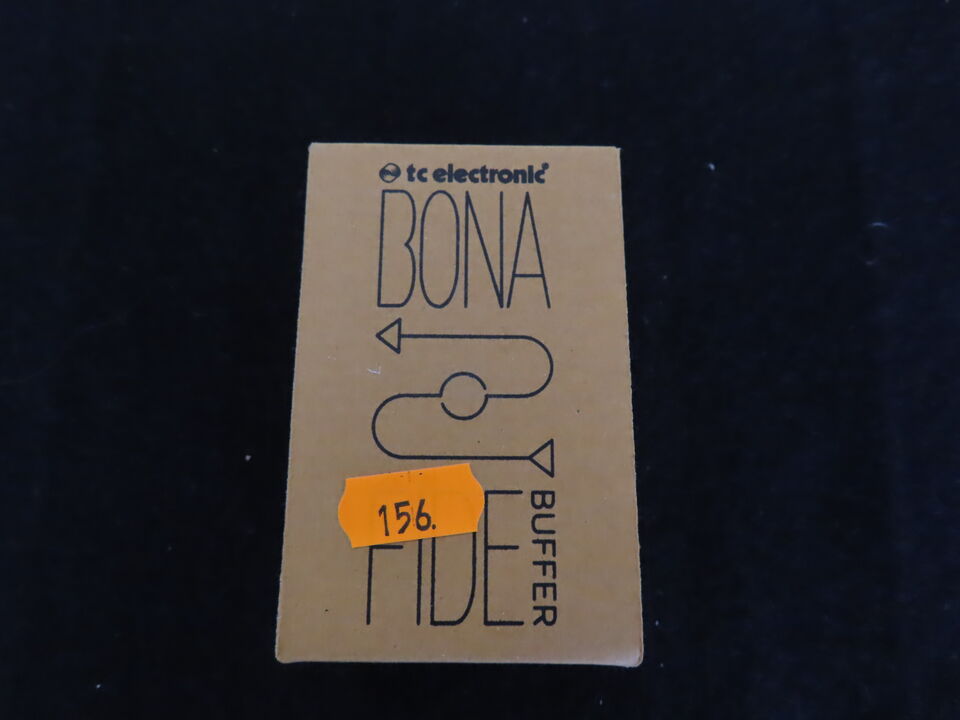 tc electronic
BONA
156.
FIDE
BUFFER